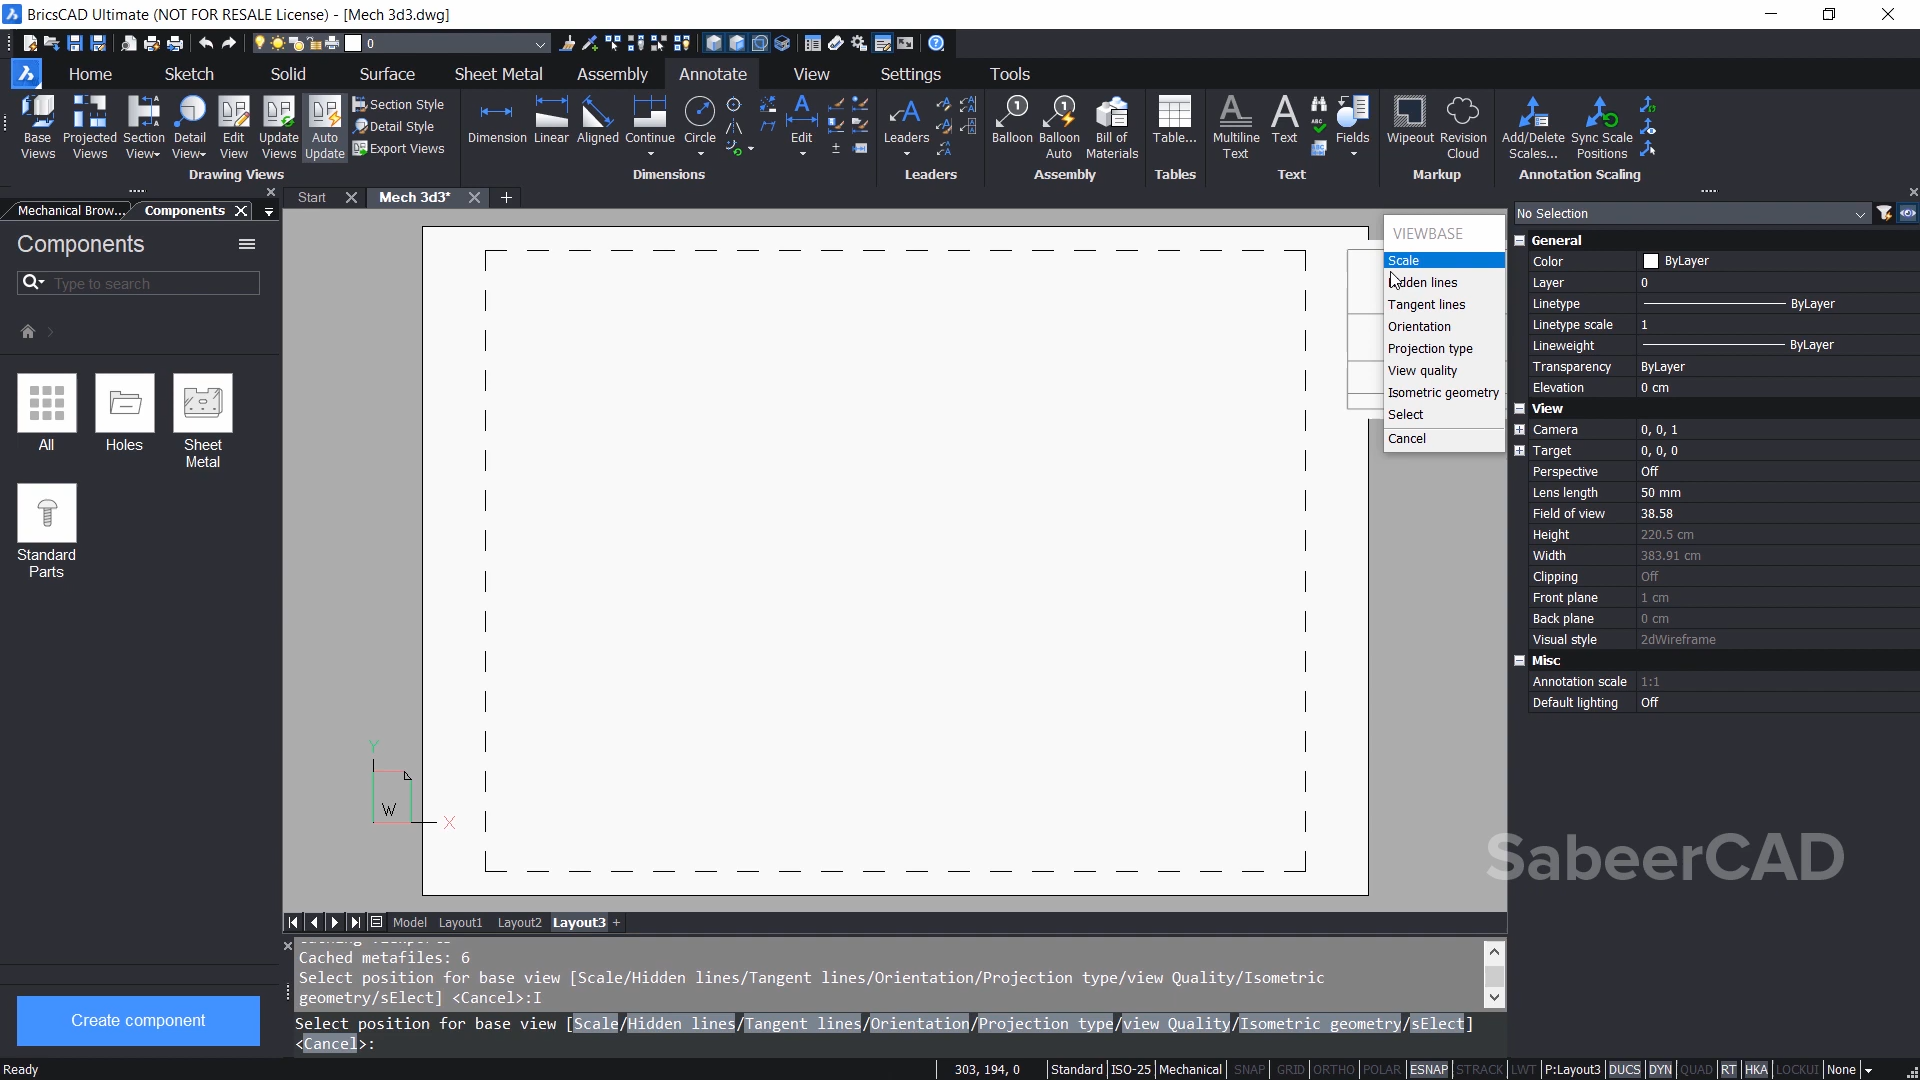 BricsCAD Ultimate (NOT FOR RESALE License) - [Mech 3d3.dwg]
0
Home Sketch Solid Surface Sheet Metal Assembly Annotate View Settings Tools
Base Views
Projected Views
Section View
Detail View
Edit View
Update Views
Auto Update
Section Style
Detail Style
Export Views
Drawing Views
Dimension Linear Aligned Continue Circle Edit
Dimensions
Leaders
Leaders
Balloon
Balloon Auto
Bill of Materials
Assembly
Table...
Tables
Multiline Text
Text
Fields
Text
Wipeout
Revision Cloud
Markup
Add/Delete Scales...
Sync Scale Positions
Annotation Scaling
Mechanical Brow...
Components
Start
Mech 3d3*
Components
Type to search
All
Holes
Sheet Metal
Standard Parts
Create component
VIEWBASE
Scale
dden lines
Tangent lines
Orientation
Projection type
View quality
Isometric geometry
Select
Cancel
Y
W
X
No Selection
General
Color ByLayer
Layer 0
Linetype ByLayer
Linetype scale 1
Lineweight ByLayer
Transparency ByLayer
Elevation 0 cm
View
Camera 0, 0, 1
Target 0, 0, 0
Perspective Off
Lens length 50 mm
Field of view 38.58
Height 220.5 cm
Width 383.91 cm
Clipping Off
Front plane 1 cm
Back plane 0 cm
Visual style 2dWireframe
Misc
Annotation scale 1:1
Default lighting Off
SabeerCAD
Model Layout1 Layout2 Layout3 +
Cached metafiles: 6
Select position for base view [Scale/Hidden lines/Tangent lines/Orientation/Projection type/view Quality/Isometric
geometry/sElect] <Cancel>:I
Select position for base view [Scale/Hidden lines/Tangent lines/Orientation/Projection type/view Quality/Isometric geometry/sElect]
<Cancel>:
Ready
303, 194, 0 Standard ISO-25 Mechanical SNAP GRID ORTHO POLAR ESNAP STRACK LWT P:Layout3 DUCS DYN QUAD RT HKA LOCKUI None